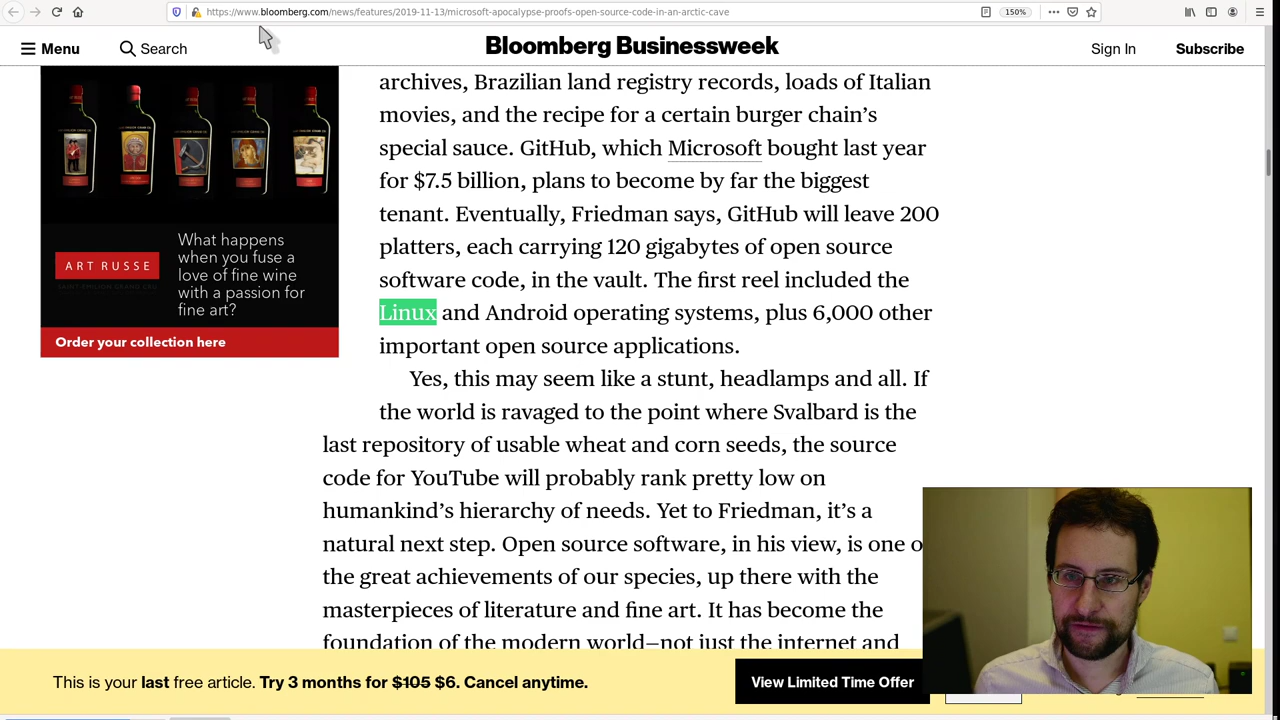 https://www.bloomberg.com/news/features/2019-11-13/microsoft-apocalypse-proofs-open-source-code-in-an-arctic-cave
150%
Menu
Search
Bloomberg Businessweek
Sign In
Subscribe
What happens
when you fuse a
love of fine wine
with a passion for
fine art?
ART RUSSE
Order your collection here
archives, Brazilian land registry records, loads of Italian
movies, and the recipe for a certain burger chain’s
special sauce. GitHub, which Microsoft bought last year
for $7.5 billion, plans to become by far the biggest
tenant. Eventually, Friedman says, GitHub will leave 200
platters, each carrying 120 gigabytes of open source
software code, in the vault. The first reel included the
Linux and Android operating systems, plus 6,000 other
important open source applications.
Yes, this may seem like a stunt, headlamps and all. If
the world is ravaged to the point where Svalbard is the
last repository of usable wheat and corn seeds, the source
code for YouTube will probably rank pretty low on
humankind’s hierarchy of needs. Yet to Friedman, it’s a
natural next step. Open source software, in his view, is one o
the great achievements of our species, up there with the
masterpieces of literature and fine art. It has become the
foundation of the modern world—not just the internet and
This is your last free article. Try 3 months for $105 $6. Cancel anytime.
View Limited Time Offer